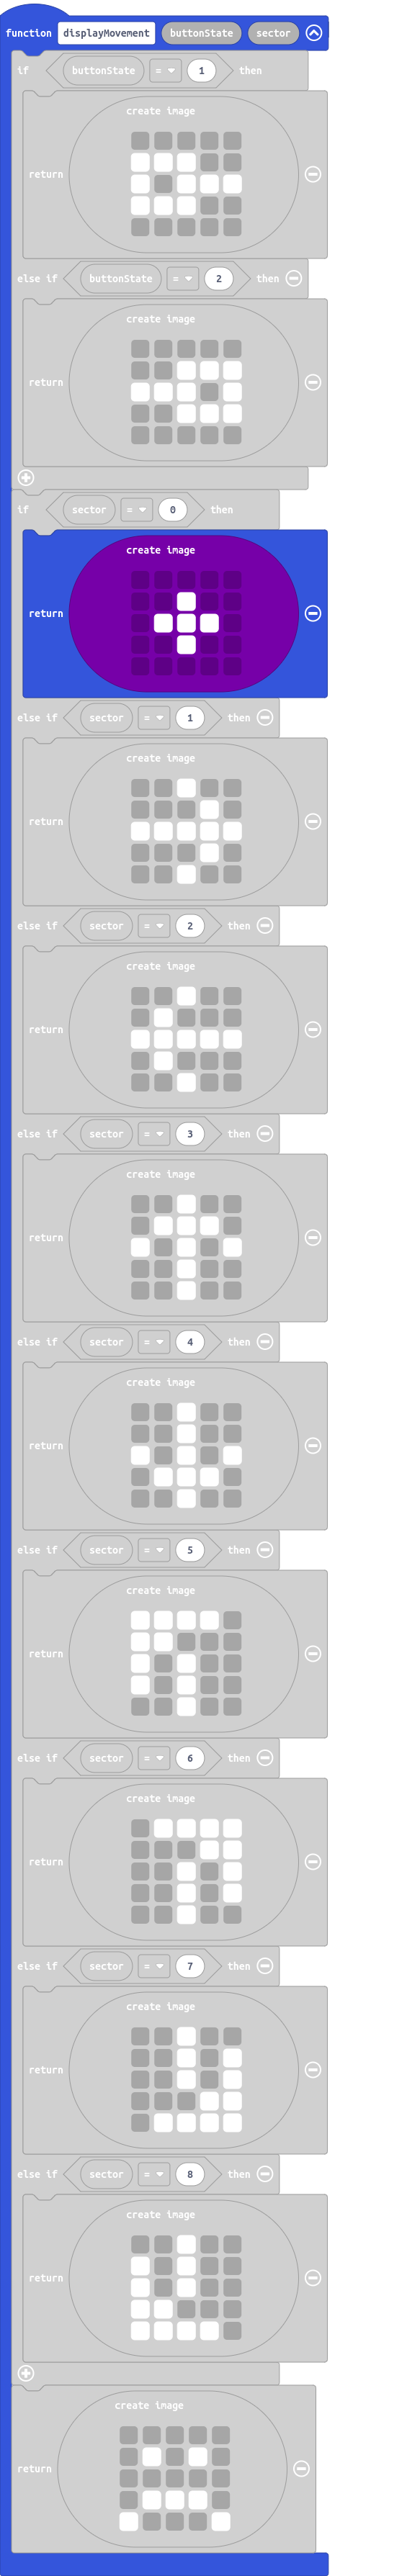 function displayMovement buttonState sector
if buttonState = 1 then
create image
return
else if buttonState = 2 then
create image
return
if sector = 0 then
create image
return
else if sector = 1 then
create image
return
else if sector = 2 then
create image
return
else if sector = 3 then
create image
return
else if sector = 4 then
create image
return
else if sector = 5 then
create image
return
else if sector = 6 then
create image
return
else if sector = 7 then
create image
return
else if sector = 8 then
create image
return
create image
return